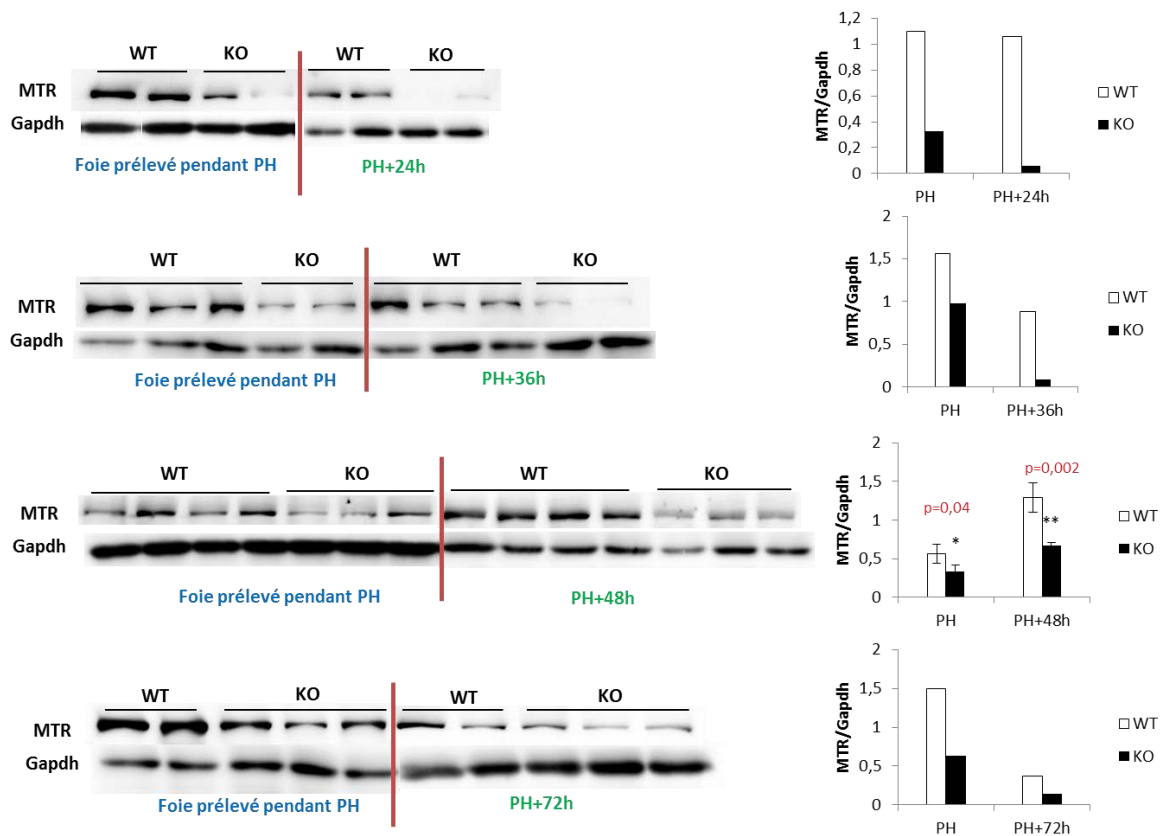 WT KO WT KO
MTR
Gapdh
Foie prélevé pendant PH PH+24h
1,2
1
0,8
0,6
0,4
0,2
0
MTR/Gapdh
PH PH+24h
WT
KO
WT KO WT KO
MTR
Gapdh
Foie prélevé pendant PH PH+36h
2
1,5
1
0,5
0
MTR/Gapdh
PH PH+36h
WT
KO
WT KO WT KO
MTR
Gapdh
Foie prélevé pendant PH PH+48h
2
1,5
1
0,5
0
MTR/Gapdh
p=0,04 p=0,002
* **
PH PH+48h
WT
KO
WT KO WT KO
MTR
Gapdh
Foie prélevé pendant PH PH+72h
2
1,5
1
0,5
0
MTR/Gapdh
PH PH+72h
WT
KO